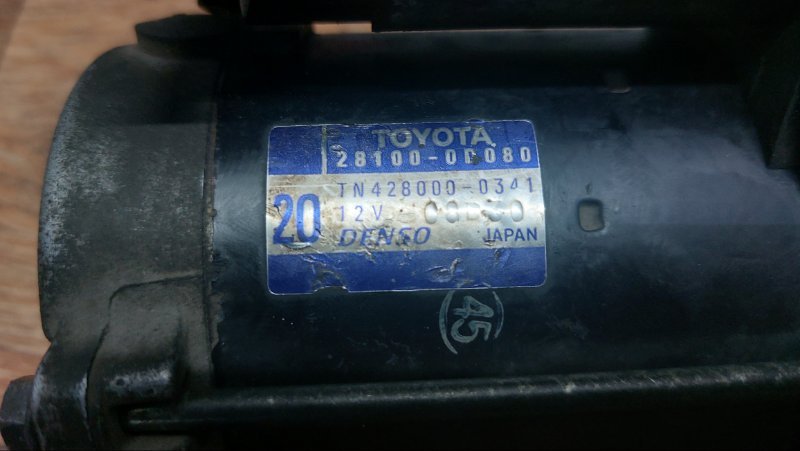 TOYOTA
28100-0D080
TN428000-0341
20
12V
DENSO JAPAN
(45)